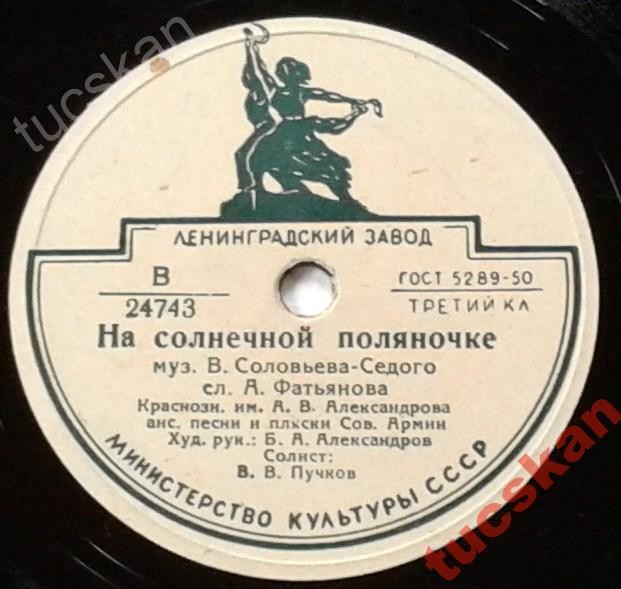 tucskan
ЛЕНИНГРАДСКИЙ ЗАВОД
В
24743
ГОСТ 5289-50
ТРЕТИЙ КЛ
На солнечной поляночке
муз. В. Соловьева-Седого
сл. А. Фатьянова
Краснозн. им. А. В. Александрова
анс. песни и пляски Сов. Армии
Худ. рук.: Б. А. Александров
Солист:
В. В. Пучков
МИНИСТЕРСТВО КУЛЬТУРЫ СССР
tucskan